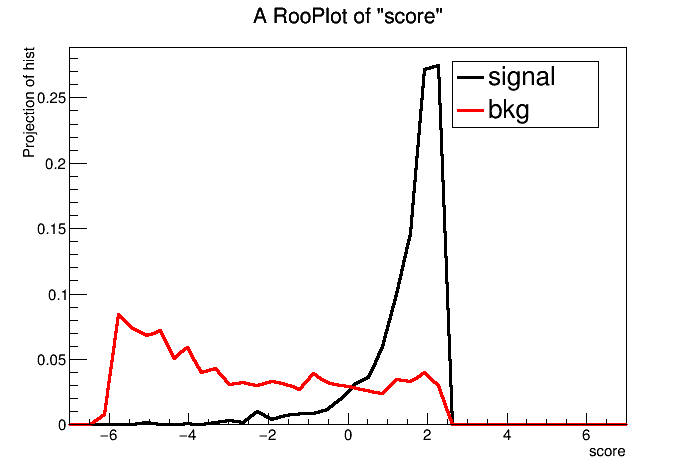 A RooPlot of "score"
Projection of hist
signal
bkg
0.25
0.2
0.15
0.1
0.05
0
−6 −4 −2 0 2 4 6
score